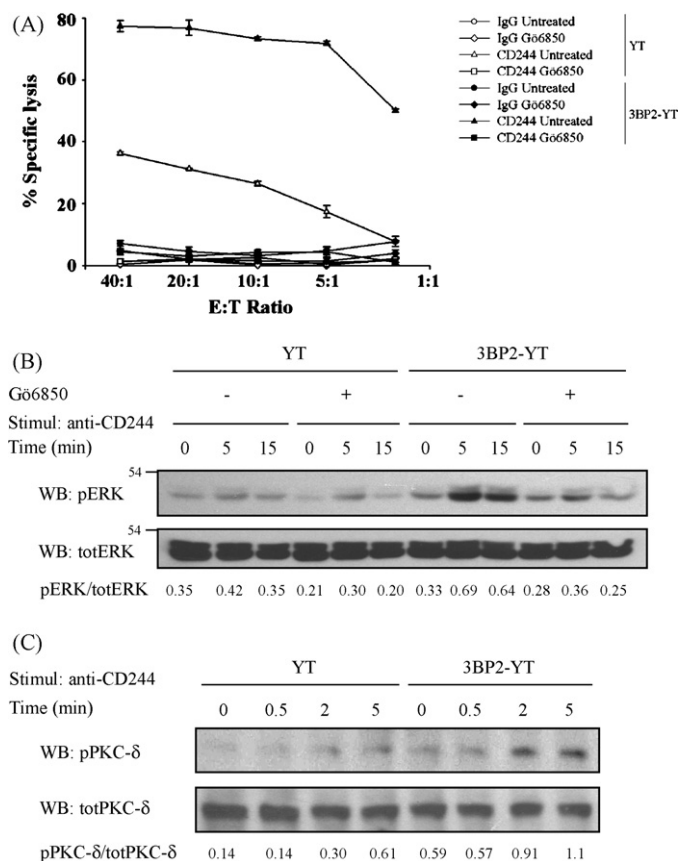 (A)
80
60
40
20
0
% Specific lysis
40:1 20:1 10:1 5:1 1:1
E:T Ratio
IgG Untreated
IgG Gö6850
CD244 Untreated
CD244 Gö6850
YT
IgG Untreated
IgG Gö6850
CD244 Untreated
CD244 Gö6850
3BP2-YT
(B)
YT 3BP2-YT
Gö6850 - + - +
Stimul: anti-CD244
Time (min) 0 5 15 0 5 15 0 5 15 0 5 15
54
WB: pERK
54
WB: totERK
pERK/totERK 0.35 0.42 0.35 0.21 0.30 0.20 0.33 0.69 0.64 0.28 0.36 0.25
(C)
YT 3BP2-YT
Stimul: anti-CD244
Time (min) 0 0.5 2 5 0 0.5 2 5
WB: pPKC-δ
WB: totPKC-δ
pPKC-δ/totPKC-δ 0.14 0.14 0.30 0.61 0.59 0.57 0.91 1.1